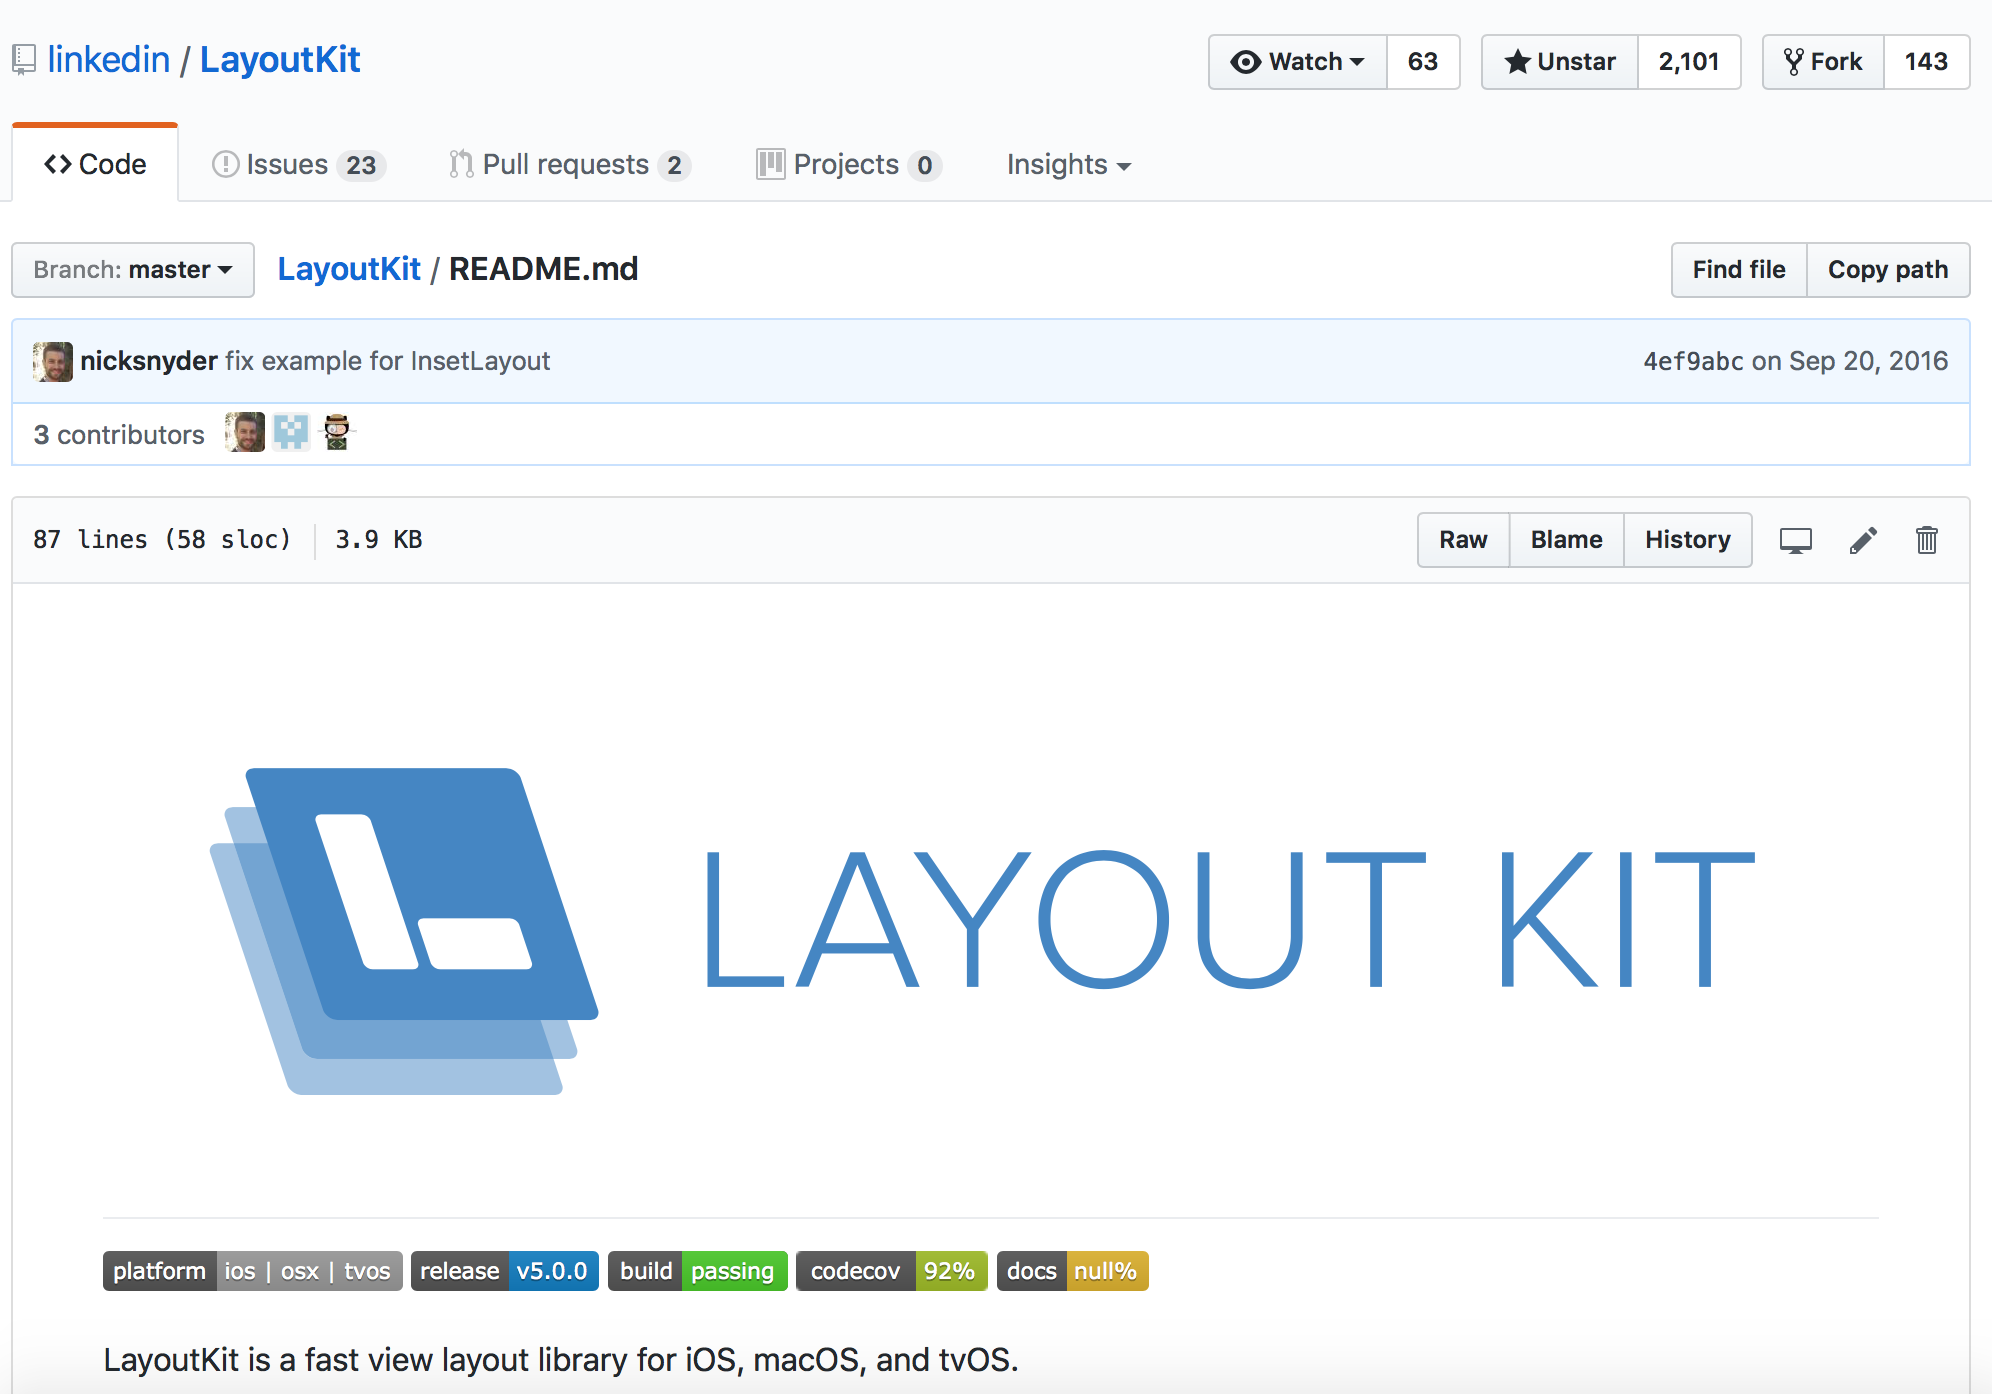 linkedin / LayoutKit
Watch 63 Unstar 2,101 Fork 143
Code Issues 23 Pull requests 2 Projects 0 Insights
Branch: master LayoutKit / README.md Find file Copy path
nicksnyder fix example for InsetLayout 4ef9abc on Sep 20, 2016
3 contributors
87 lines (58 sloc) 3.9 KB Raw Blame History
LAYOUT KIT
platform ios | osx | tvos release v5.0.0 build passing codecov 92% docs null%
LayoutKit is a fast view layout library for iOS, macOS, and tvOS.